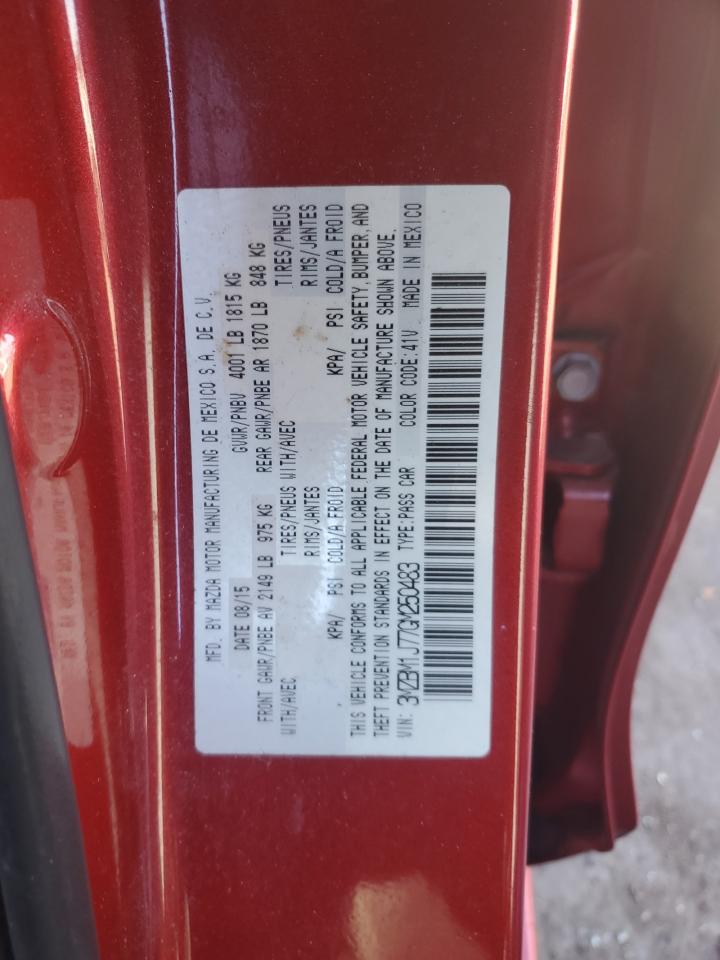 MFD. BY MAZDA MOTOR MANUFACTURING DE MEXICO S.A. DE C.V.
DATE 08/15 GVWR/PNBV 4001 LB 1815 KG
FRONT GAWR/PNBE AV 2149 LB 975 KG REAR GAWR/PNBE AR 1870 LB 848 KG
WITH/AVEC TIRES/PNEUS WITH/AVEC TIRES/PNEUS
RIMS/JANTES RIMS/JANTES
KPA/ PSI COLD/A FROID KPA/ PSI COLD/A FROID
THIS VEHICLE CONFORMS TO ALL APPLICABLE FEDERAL MOTOR VEHICLE SAFETY, BUMPER, AND
THEFT PREVENTION STANDARDS IN EFFECT ON THE DATE OF MANUFACTURE SHOWN ABOVE.
VIN: 3MZBM1J77GM250483 TYPE:PASS CAR COLOR CODE:41V MADE IN MEXICO